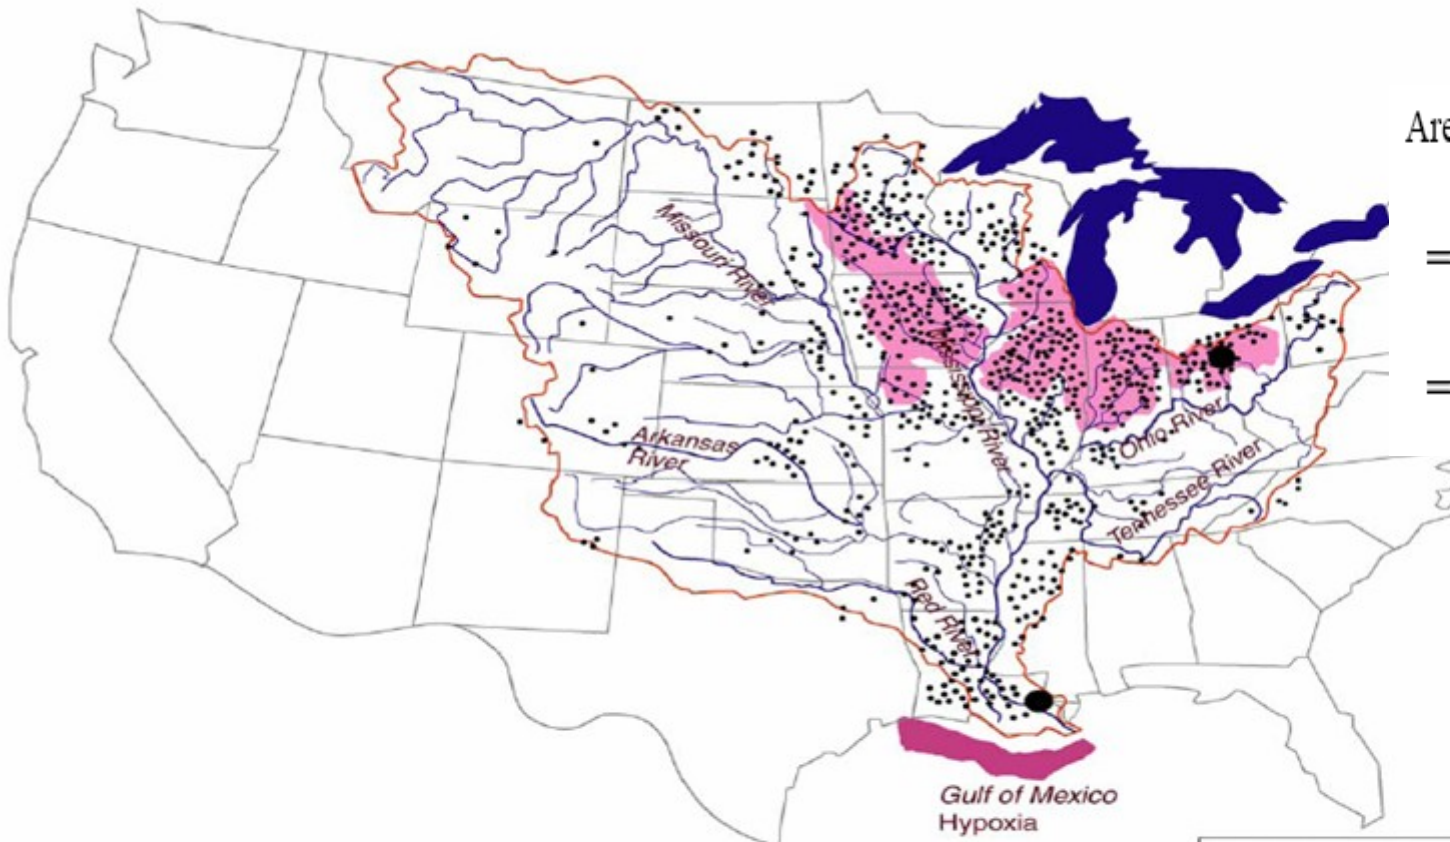 Are
=
=
Missouri River
Mississippi River
Ohio River
Tennessee River
Arkansas
River
Red River
Gulf of Mexico
Hypoxia